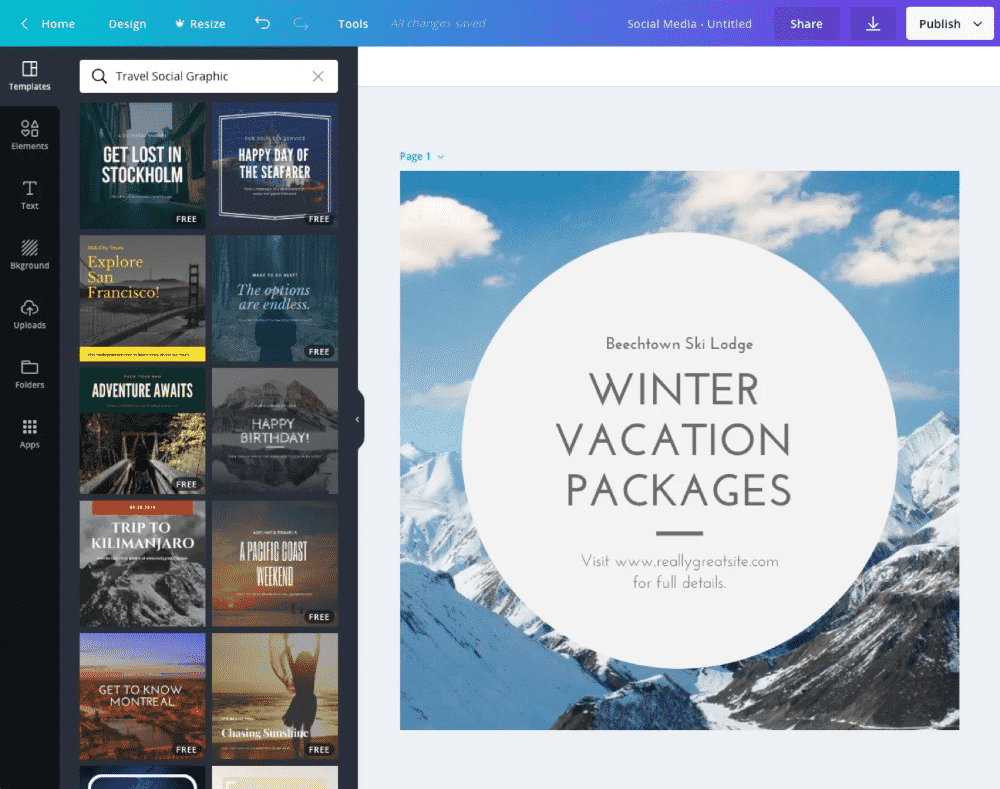 Home
Design
Resize
Tools
All changes saved
Social Media - Untitled
Share
Publish
Templates
Elements
Text
Bkground
Uploads
Folders
Apps
Travel Social Graphic
GET LOST IN
STOCKHOLM
FREE
HAPPY DAY OF
THE SEAFARER
FREE
Explore
San
Francisco!
WHAT TO DO NEXT?
The options
are endless.
FREE
ADVENTURE AWAITS
FREE
HAPPY
BIRTHDAY!
TRIP TO
KILIMANJARO
A PACIFIC COAST
WEEKEND
FREE
GET TO KNOW
MONTREAL
FREE
Chasing Sunshine
FREE
Page 1
Beechtown Ski Lodge
WINTER
VACATION
PACKAGES
Visit www.reallygreatsite.com
for full details.